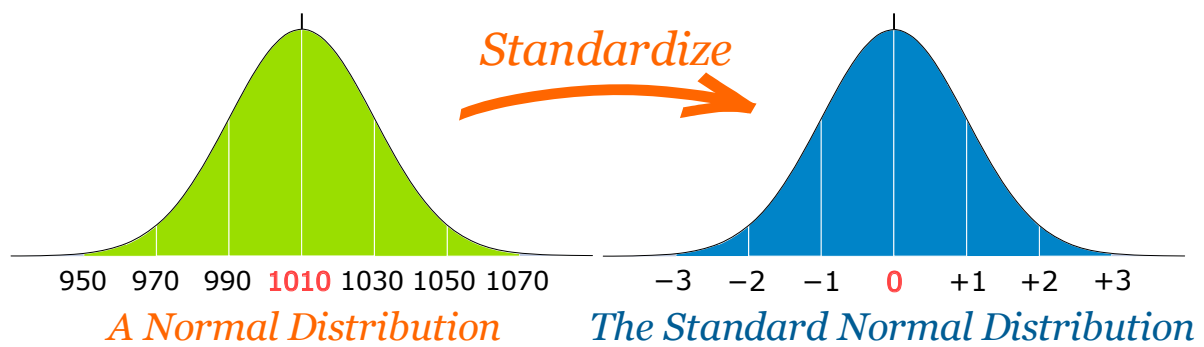 Standardize
950 970 990 1010 1030 1050 1070
−3 −2 −1 0 +1 +2 +3
A Normal Distribution
The Standard Normal Distribution